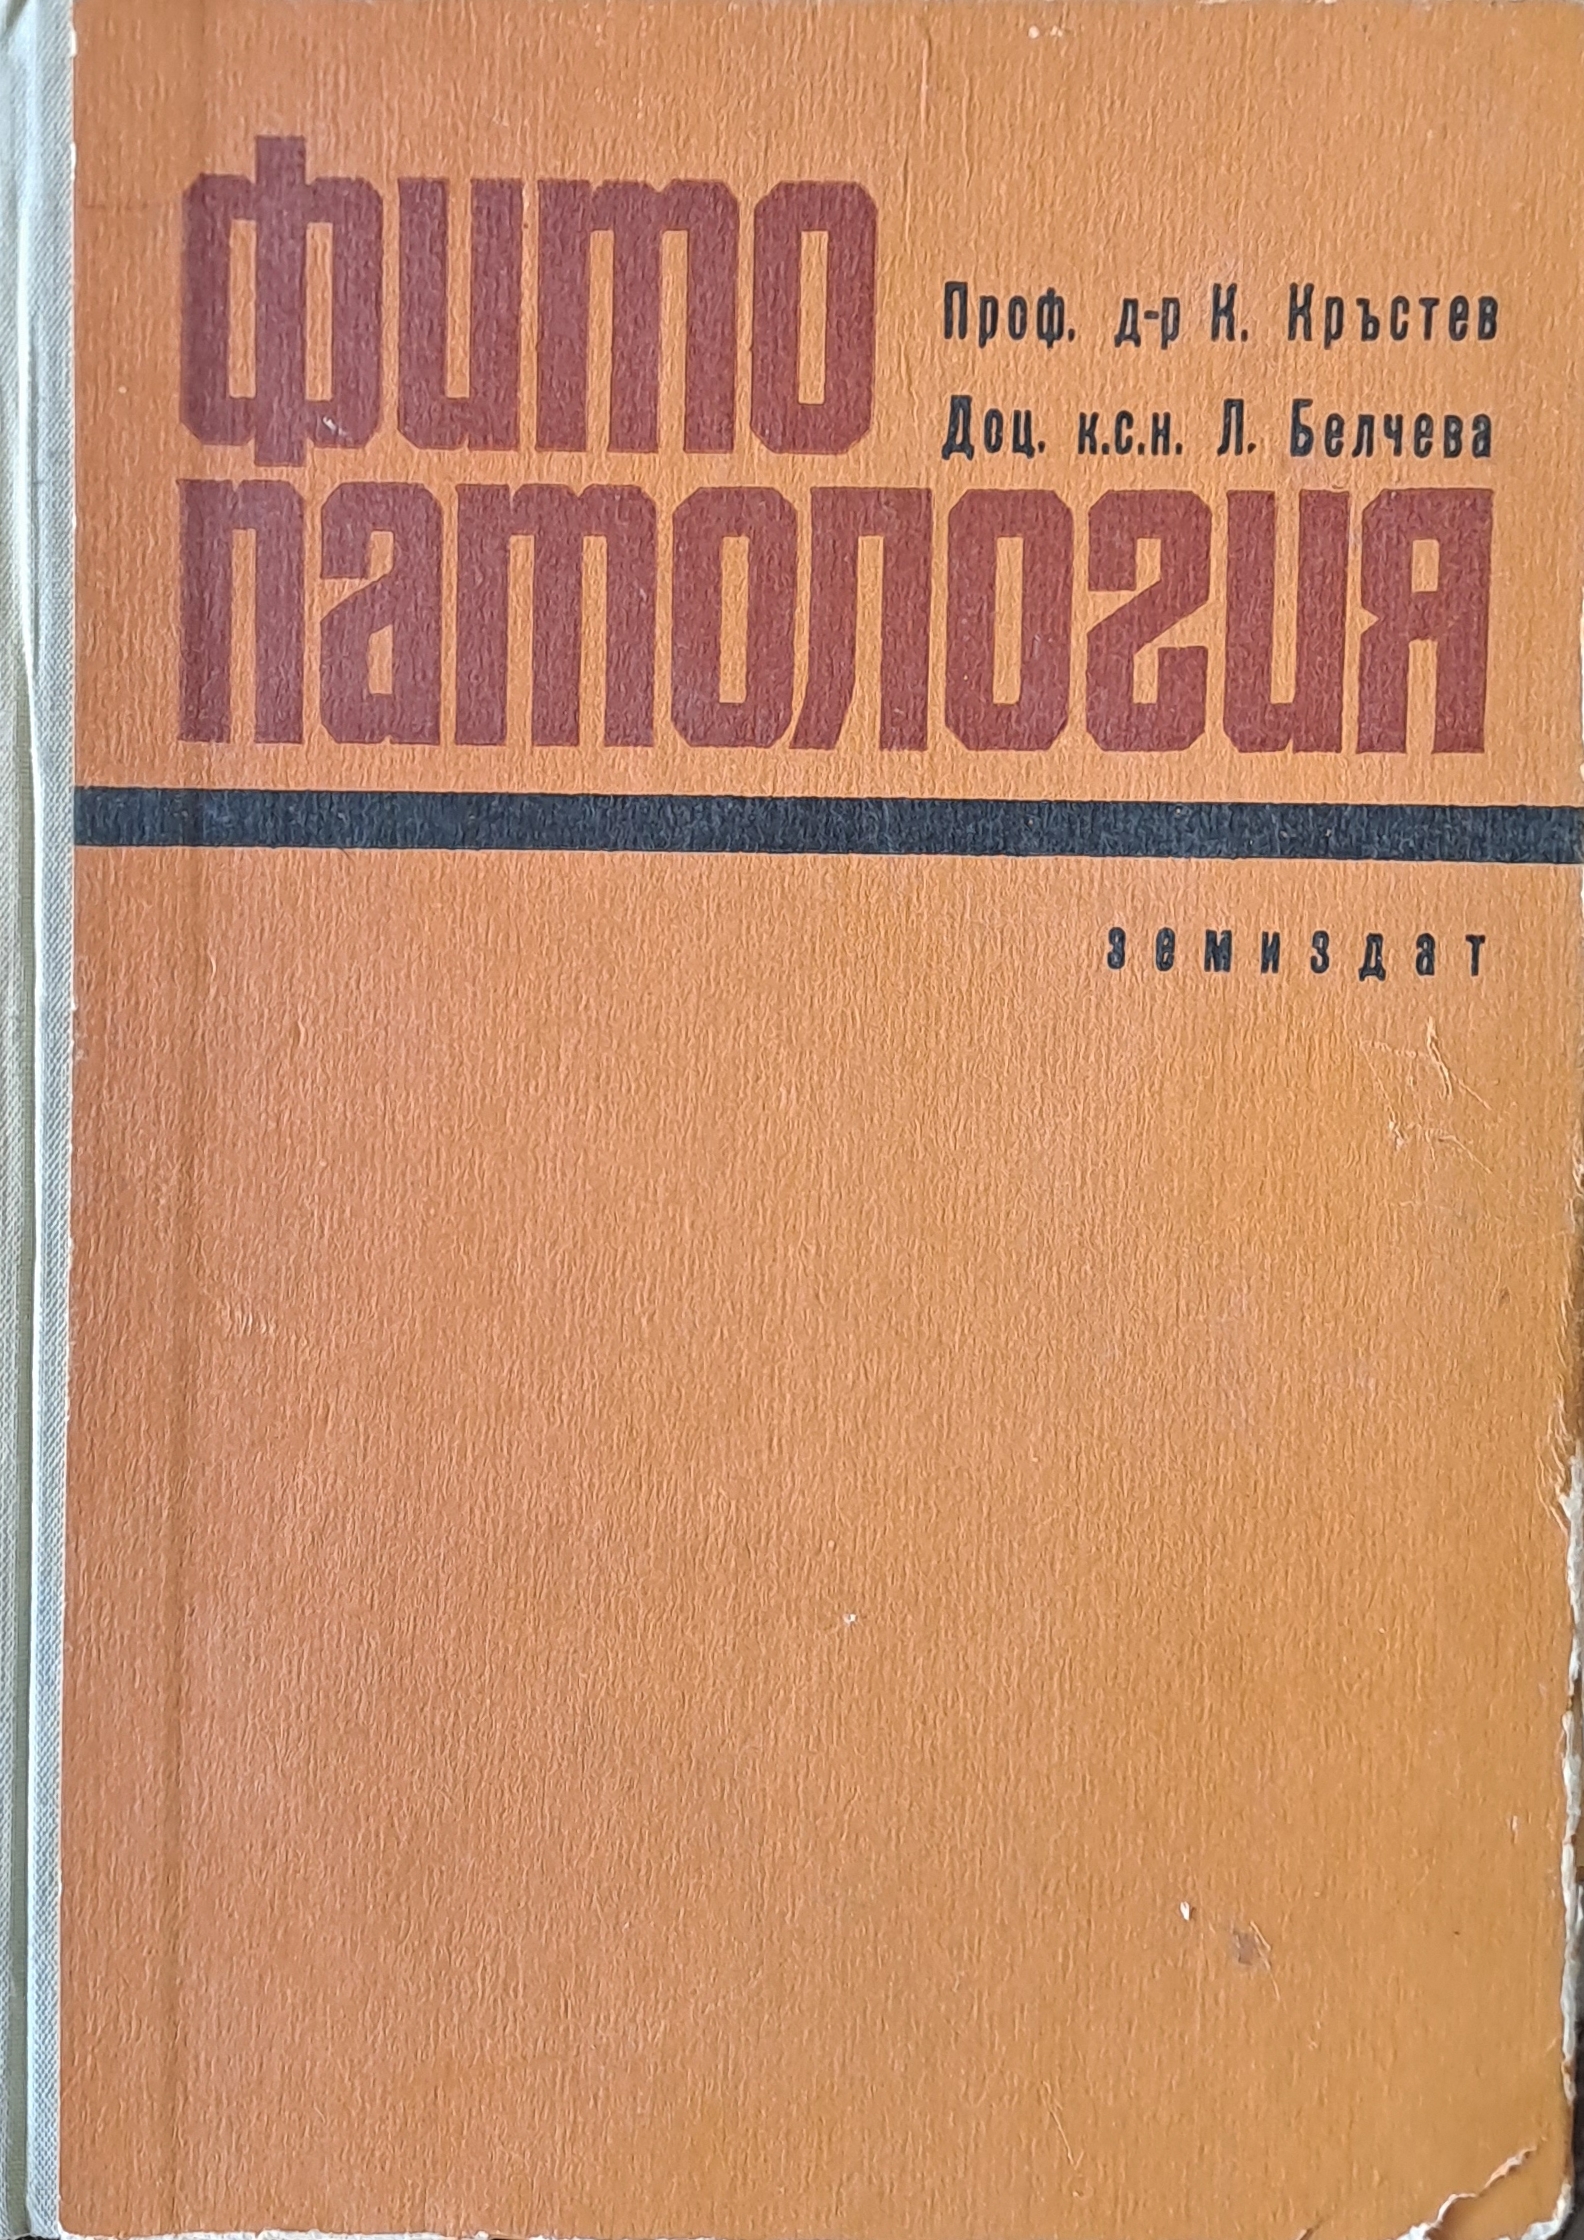 фито
Проф. д-р К. Кръстев
Доц. к.с.н. Л. Белчева
патология
земиздат